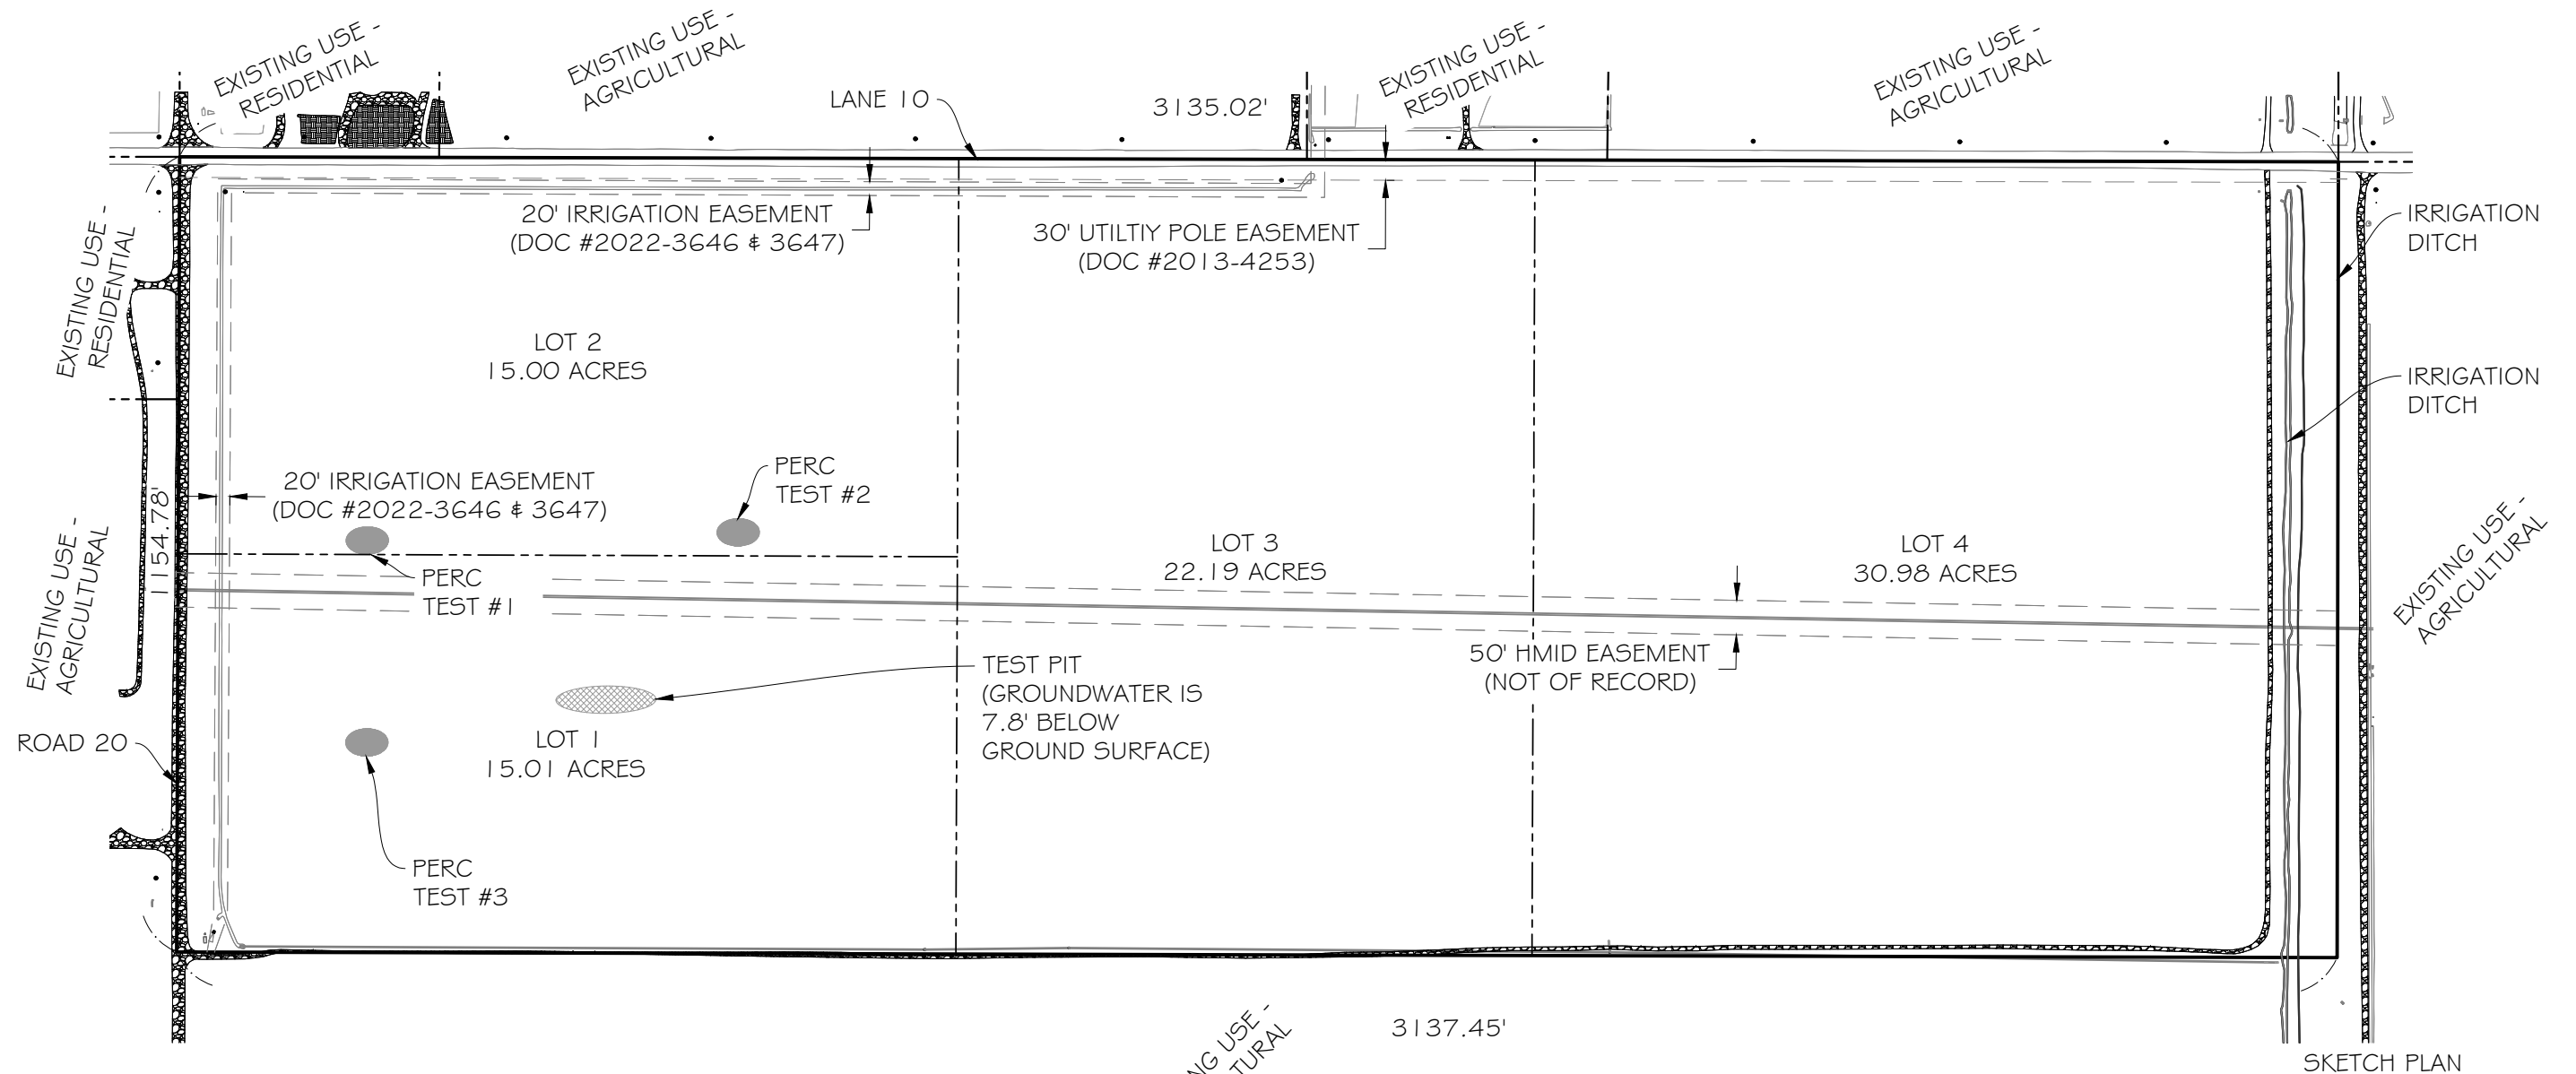 EXISTING USE -
RESIDENTIAL
EXISTING USE -
AGRICULTURAL
LANE 10
3135.02'
EXISTING USE -
RESIDENTIAL
EXISTING USE -
AGRICULTURAL
20' IRRIGATION EASEMENT
(DOC #2022-3646 & 3647)
30' UTILTIY POLE EASEMENT
(DOC #2013-4253)
IRRIGATION
DITCH
EXISTING USE -
RESIDENTIAL
LOT 2
15.00 ACRES
IRRIGATION
DITCH
20' IRRIGATION EASEMENT
(DOC #2022-3646 & 3647)
PERC
TEST #2
1154.78'
EXISTING USE -
AGRICULTURAL
PERC
TEST #1
LOT 3
22.19 ACRES
LOT 4
30.98 ACRES
EXISTING USE -
AGRICULTURAL
50' HMID EASEMENT
(NOT OF RECORD)
TEST PIT
(GROUNDWATER IS
7.8' BELOW
GROUND SURFACE)
ROAD 20
LOT 1
15.01 ACRES
PERC
TEST #3
NG USE -
TURAL
3137.45'
SKETCH PLAN